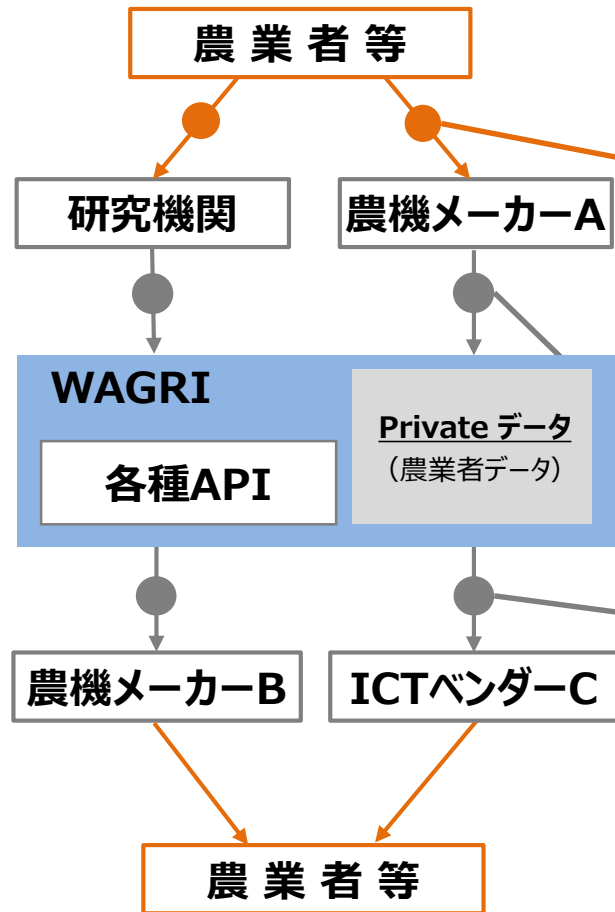 農業者等
研究機関
農機メーカーA
WAGRI
Private データ
（農業者データ）
各種API
農機メーカーB
ICTベンダーC
農業者等